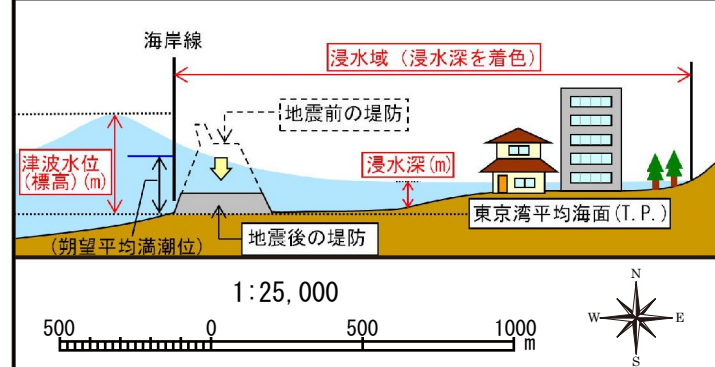 海岸線
浸水域 (浸水深を着色)
地震前の堤防
津波水位
(標高)(m)
浸水深(m)
東京湾平均海面(T.P.)
地震後の堤防
(朔望平均満潮位)
1:25,000
500 0 500 1000
m
N
W E
S